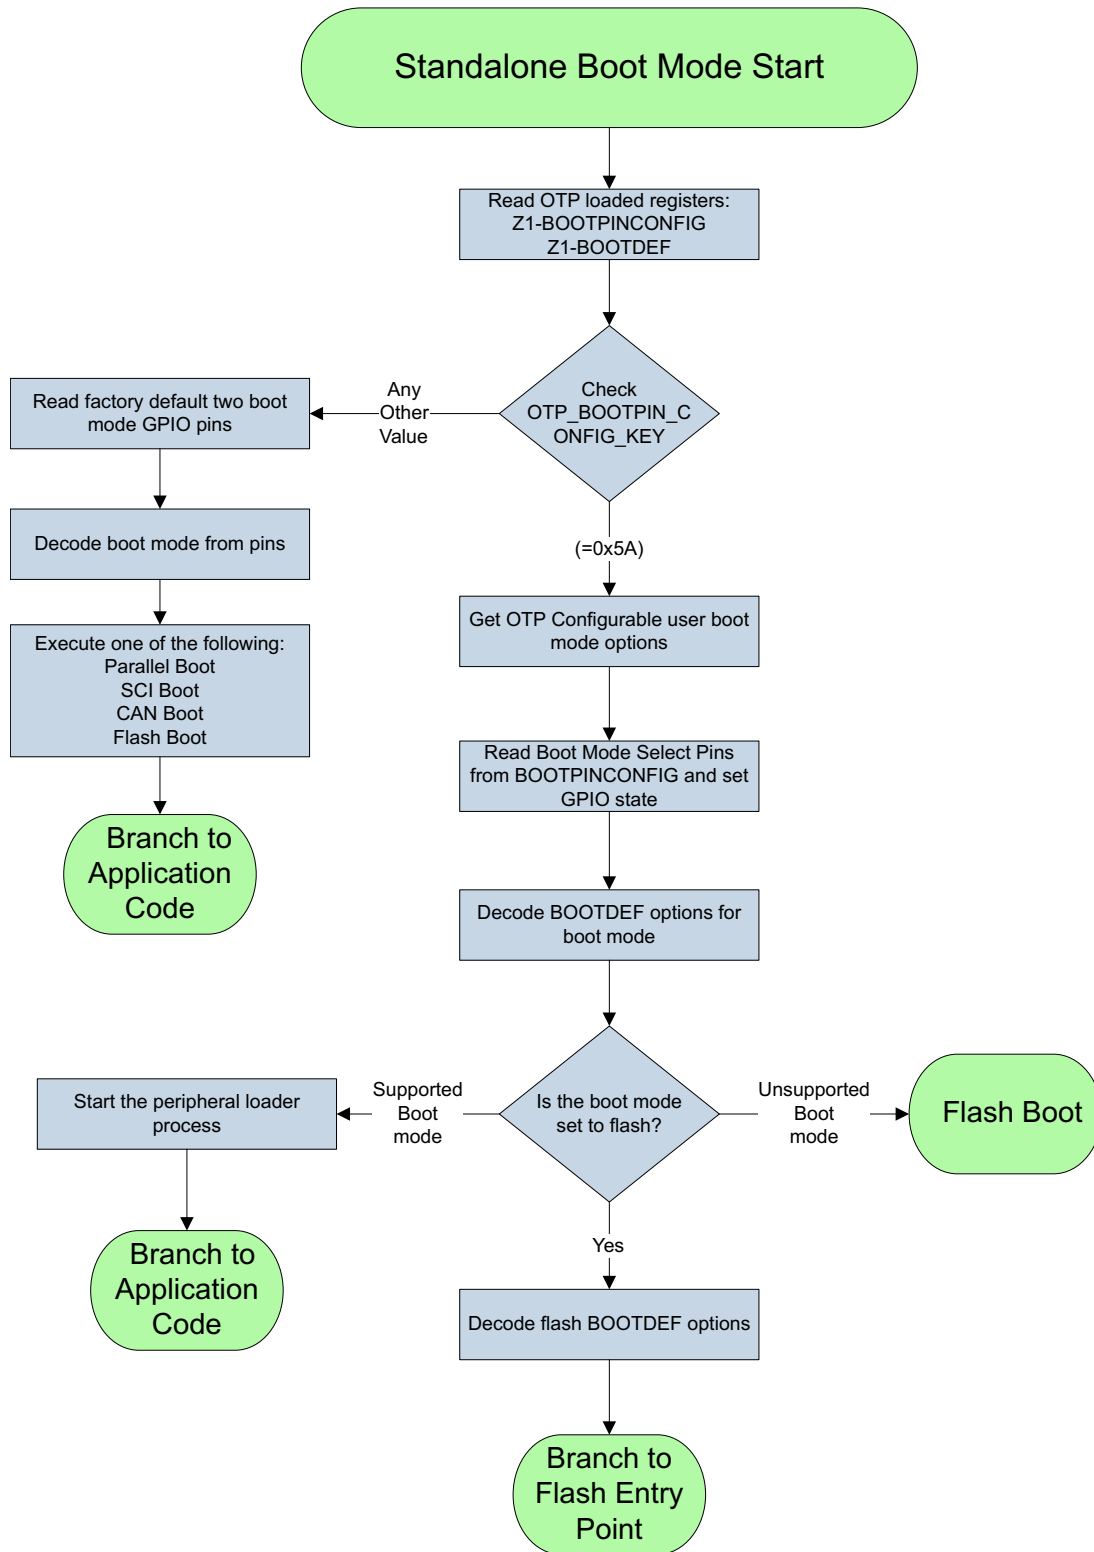 Standalone Boot Mode Start
Read OTP loaded registers:
Z1-BOOTPINCONFIG
Z1-BOOTDEF
Check
OTP_BOOTPIN_C
ONFIG_KEY
Any
Other
Value
Read factory default two boot
mode GPIO pins
Decode boot mode from pins
Execute one of the following:
Parallel Boot
SCI Boot
CAN Boot
Flash Boot
Branch to
Application
Code
(=0x5A)
Get OTP Configurable user boot
mode options
Read Boot Mode Select Pins
from BOOTPINCONFIG and set
GPIO state
Decode BOOTDEF options for
boot mode
Is the boot mode
set to flash?
Supported
Boot
mode
Start the peripheral loader
process
Branch to
Application
Code
Unsupported
Boot
mode
Flash Boot
Yes
Decode flash BOOTDEF options
Branch to
Flash Entry
Point